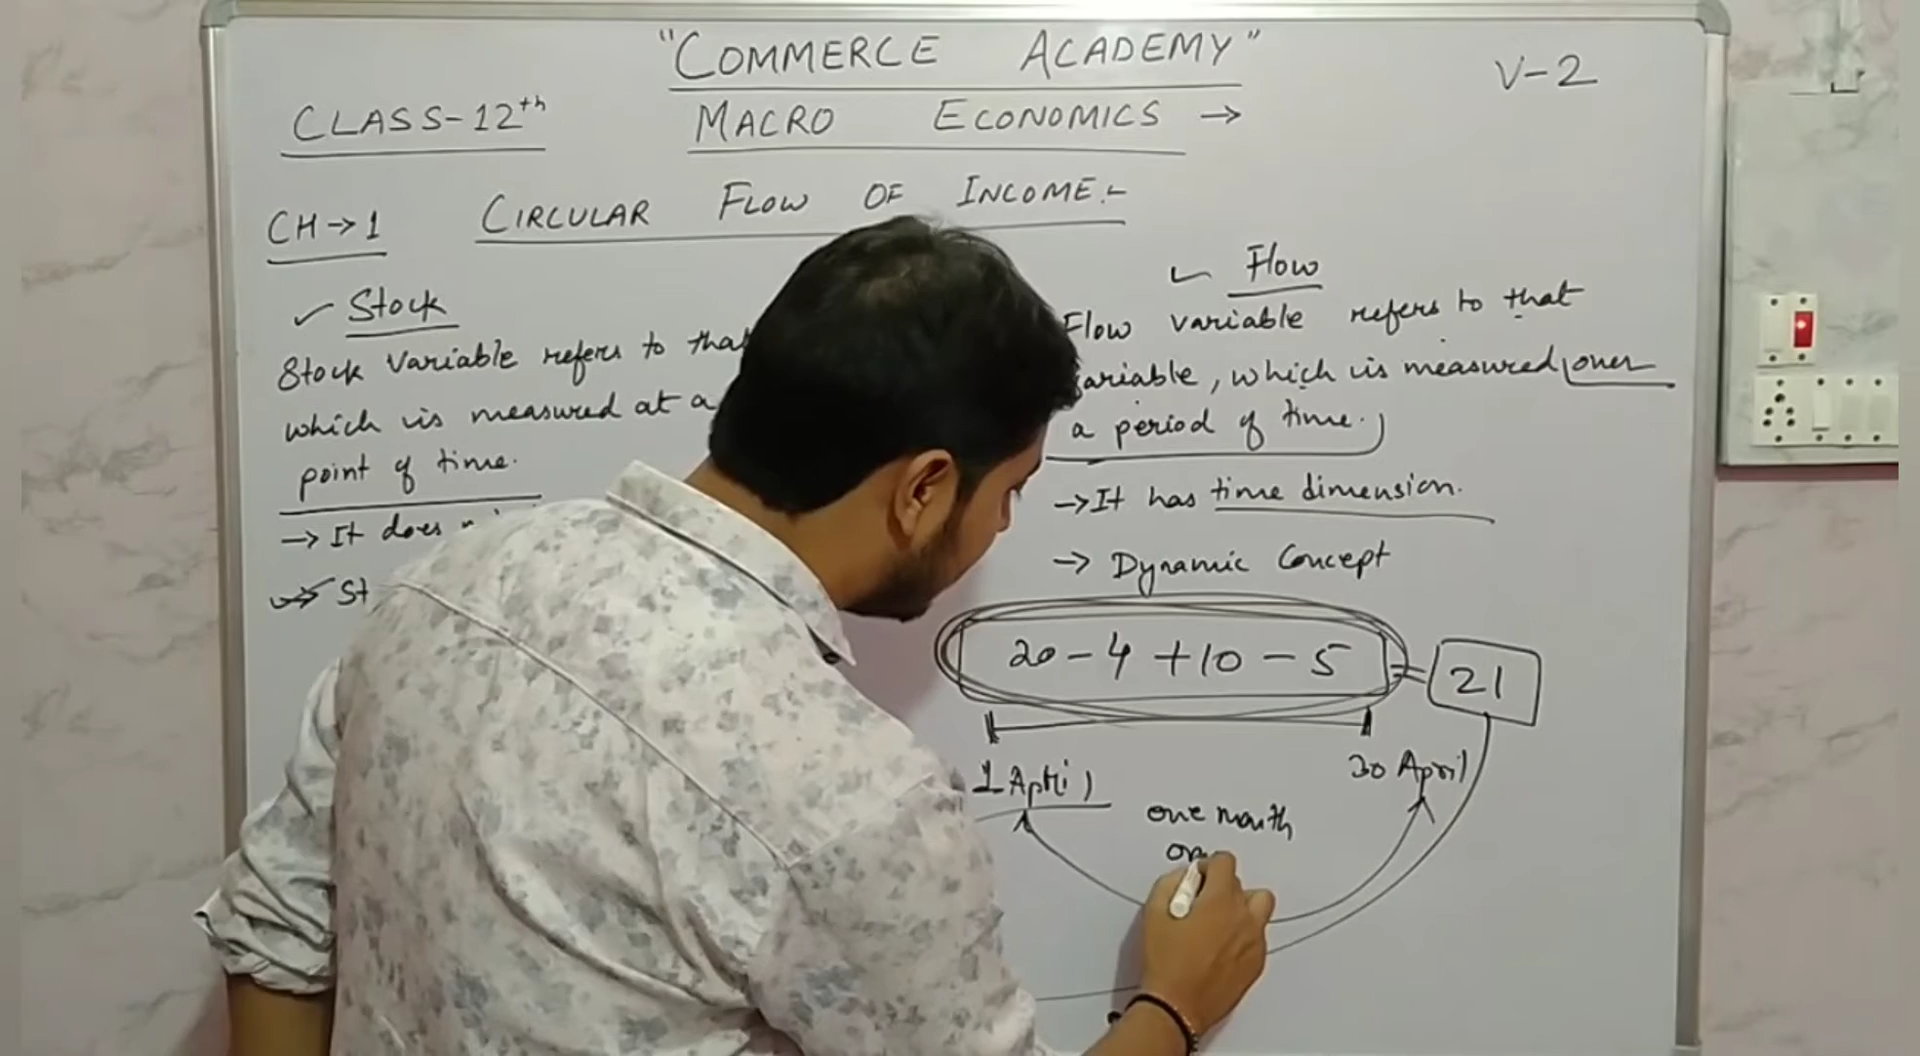 "COMMERCE ACADEMY"
V-2
CLASS-12th
MACRO ECONOMICS →
CH→1
CIRCULAR FLOW OF INCOME:-
✓ Stock
Stock Variable refers to that
which is measured at a
point of time.
→ It does
✓ Flow
Flow variable refers to that
variable, which is measured over
a period of time.
→ It has time dimension.
→ Dynamic Concept
20 - 4 + 10 - 5 = 21
1 April
30 April
one month